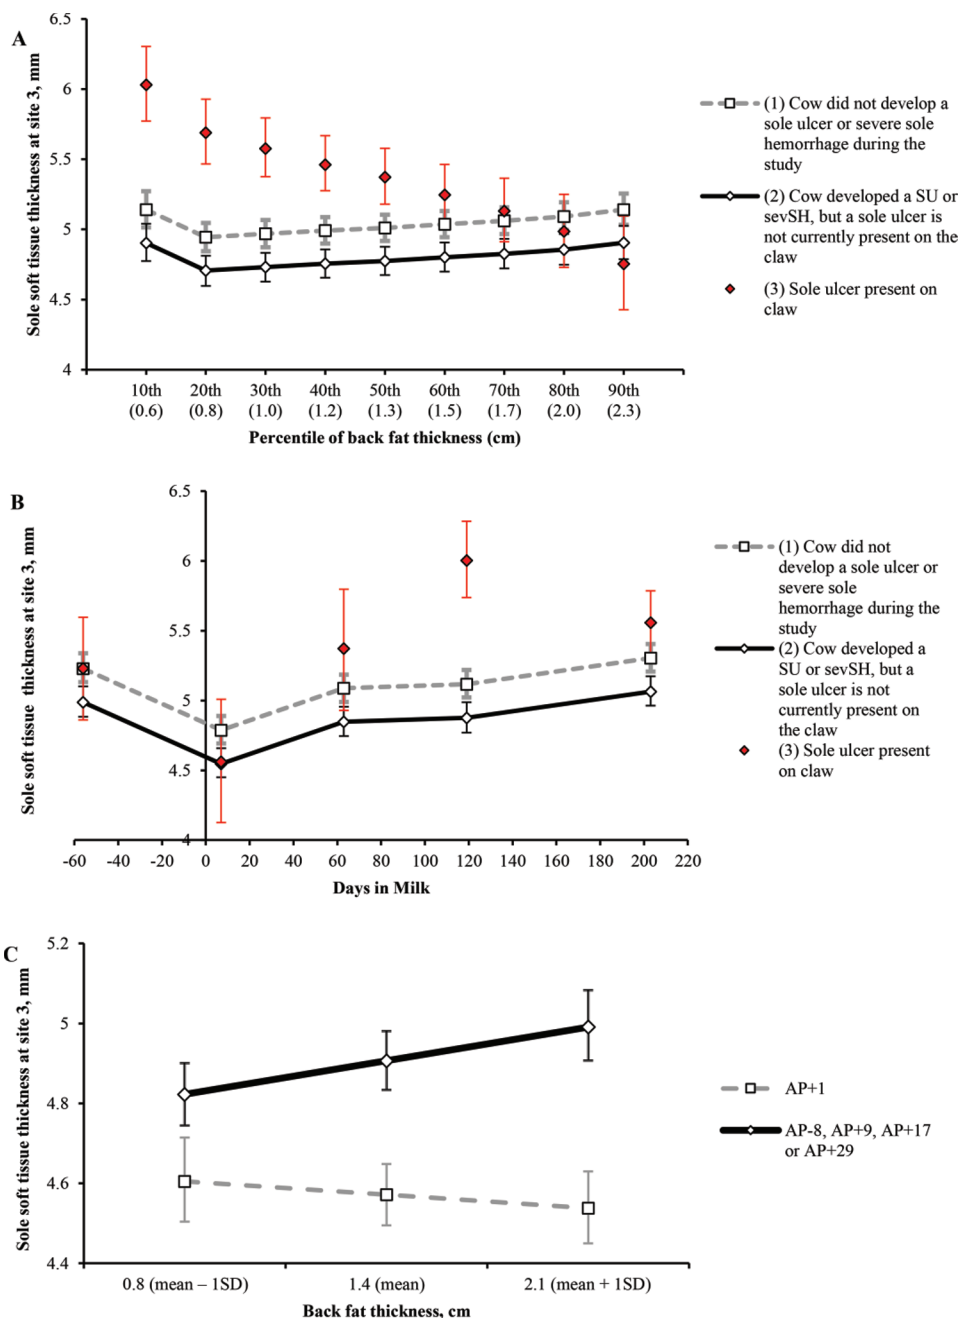 A
Sole soft tissue thickness at site 3, mm
6.5
6
5.5
5
4.5
4
10th
(0.6)
20th
(0.8)
30th
(1.0)
40th
(1.2)
50th
(1.3)
60th
(1.5)
70th
(1.7)
80th
(2.0)
90th
(2.3)
Percentile of back fat thickness (cm)
(1) Cow did not develop a
sole ulcer or severe sole
hemorrhage during the
study
(2) Cow developed a SU or
sevSH, but a sole ulcer is
not currently present on the
claw
(3) Sole ulcer present on
claw
B
Sole soft tissue thickness at site 3, mm
6.5
6
5.5
5
4.5
4
-60
-40
-20
0
20
40
60
80
100
120
140
160
180
200
220
Days in Milk
(1) Cow did not
develop a sole ulcer or
severe sole
hemorrhage during the
study
(2) Cow developed a
SU or sevSH, but a
sole ulcer is not
currently present on
the claw
(3) Sole ulcer present
on claw
C
Sole soft tissue thickness at site 3, mm
5.2
5
4.8
4.6
4.4
0.8 (mean – 1SD)
1.4 (mean)
2.1 (mean + 1SD)
Back fat thickness, cm
AP+1
AP-8, AP+9, AP+17
or AP+29